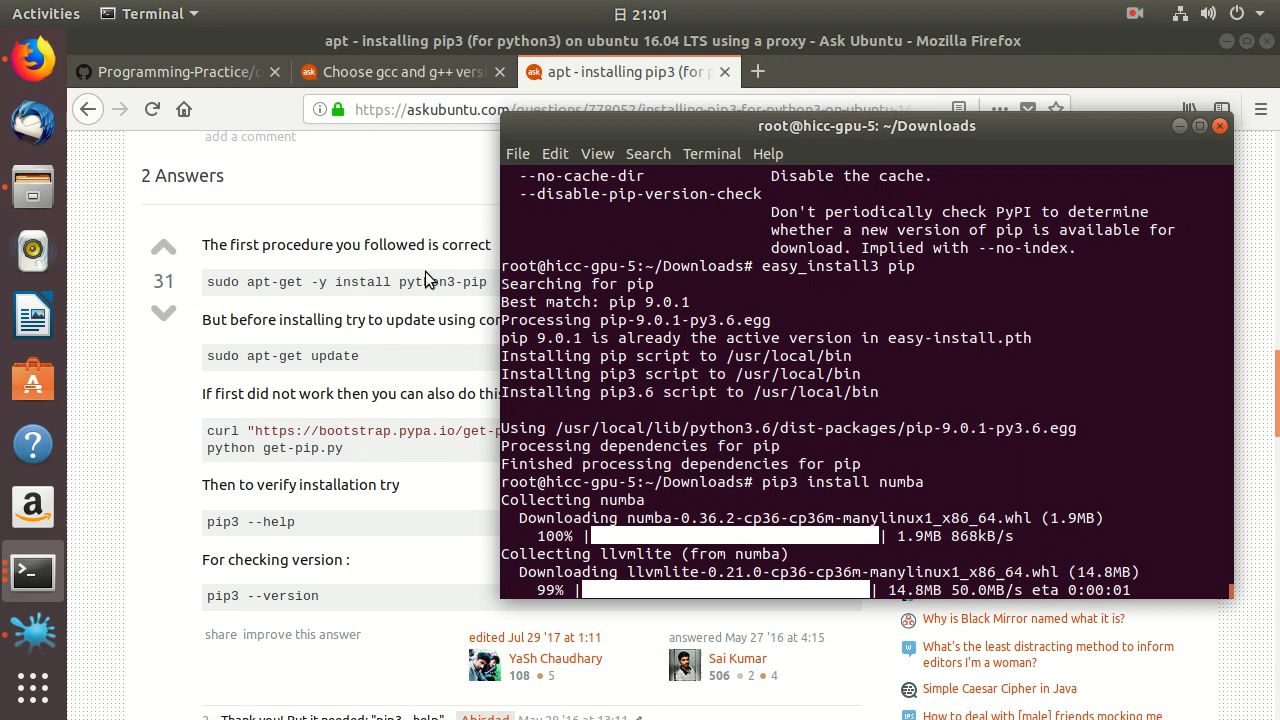 Activities
Terminal
日 21:01
apt - installing pip3 (for python3) on ubuntu 16.04 LTS using a proxy - Ask Ubuntu - Mozilla Firefox
Programming-Practice/c
Choose gcc and g++ vers
apt - installing pip3 (for p
https://askubuntu.com/questions/778052/installing-pip3-for-python3-on-ubuntu-16
add a comment
2 Answers
31
The first procedure you followed is correct
sudo apt-get -y install python3-pip
But before installing try to update using
sudo apt-get update
If first did not work then you can also do
curl "https://bootstrap.pypa.io/get-p
python get-pip.py
Then to verify installation try
pip3 --help
For checking version :
pip3 --version
share improve this answer
edited Jul 29 '17 at 1:11
YaSh Chaudhary
108 5
answered May 27 '16 at 4:15
Sai Kumar
506 2 4
root@hicc-gpu-5: ~/Downloads
File Edit View Search Terminal Help
--no-cache-dir Disable the cache.
--disable-pip-version-check
Don't periodically check PyPI to determine
whether a new version of pip is available for
download. Implied with --no-index.
root@hicc-gpu-5:~/Downloads# easy_install3 pip
Searching for pip
Best match: pip 9.0.1
Processing pip-9.0.1-py3.6.egg
pip 9.0.1 is already the active version in easy-install.pth
Installing pip script to /usr/local/bin
Installing pip3 script to /usr/local/bin
Installing pip3.6 script to /usr/local/bin
Using /usr/local/lib/python3.6/dist-packages/pip-9.0.1-py3.6.egg
Processing dependencies for pip
Finished processing dependencies for pip
root@hicc-gpu-5:~/Downloads# pip3 install numba
Collecting numba
Downloading numba-0.36.2-cp36-cp36m-manylinux1_x86_64.whl (1.9MB)
100% | | 1.9MB 868kB/s
Collecting llvmlite (from numba)
Downloading llvmlite-0.21.0-cp36-cp36m-manylinux1_x86_64.whl (14.8MB)
99% | | 14.8MB 50.0MB/s eta 0:00:01
Why is Black Mirror named what it is?
What's the least distracting method to inform
editors I'm a woman?
Simple Caesar Cipher in Java
How to deal with [male] friends mocking me